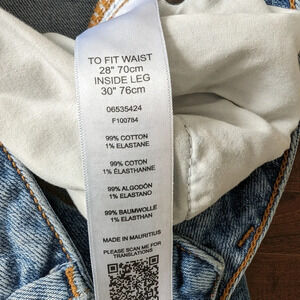 TO FIT WAIST
28" 70cm
INSIDE LEG
30" 76cm
06535424
F100784
99% COTTON
1% ELASTANE
99% COTON
1% ÉLASTHANNE
99% ALGODÓN
1% ELASTANO
99% BAUMWOLLE
1% ELASTHAN
MADE IN MAURITIUS
PLEASE SCAN ME FOR
TRANSLATIONS